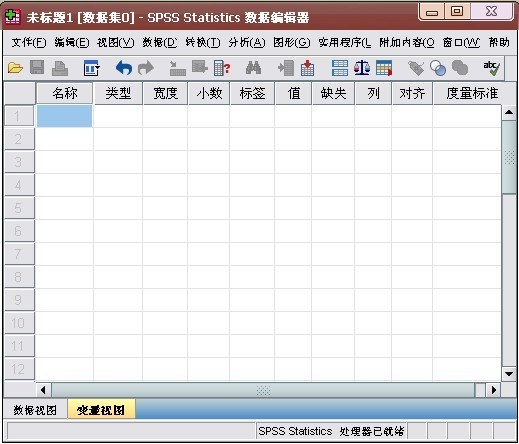 未标题1 [数据集0] - SPSS Statistics 数据编辑器
文件(F) 编辑(E) 视图(V) 数据(D) 转换(T) 分析(A) 图形(G) 实用程序(L 附加内容(O 窗口(W 帮助
abc
名称 类型 宽度 小数 标签 值 缺失 列 对齐 度量标准
1
2
3
4
5
6
7
8
9
10
11
12
数据视图 变量视图
SPSS Statistics 处理器已就绪